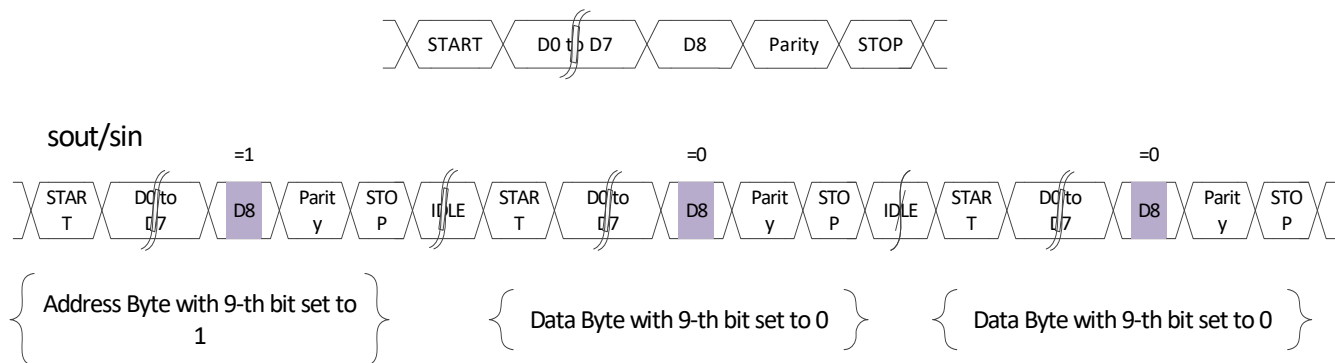 START D0 to D7 D8 Parity STOP
sout/sin
=1 =0 =0
STAR D0 to D8 Parit STO IDLE STAR D0 to D8 Parit STO IDLE STAR D0 to D8 Parit STO
T D7 y P T D7 y P T D7 y P
Address Byte with 9-th bit set to
1
Data Byte with 9-th bit set to 0 Data Byte with 9-th bit set to 0